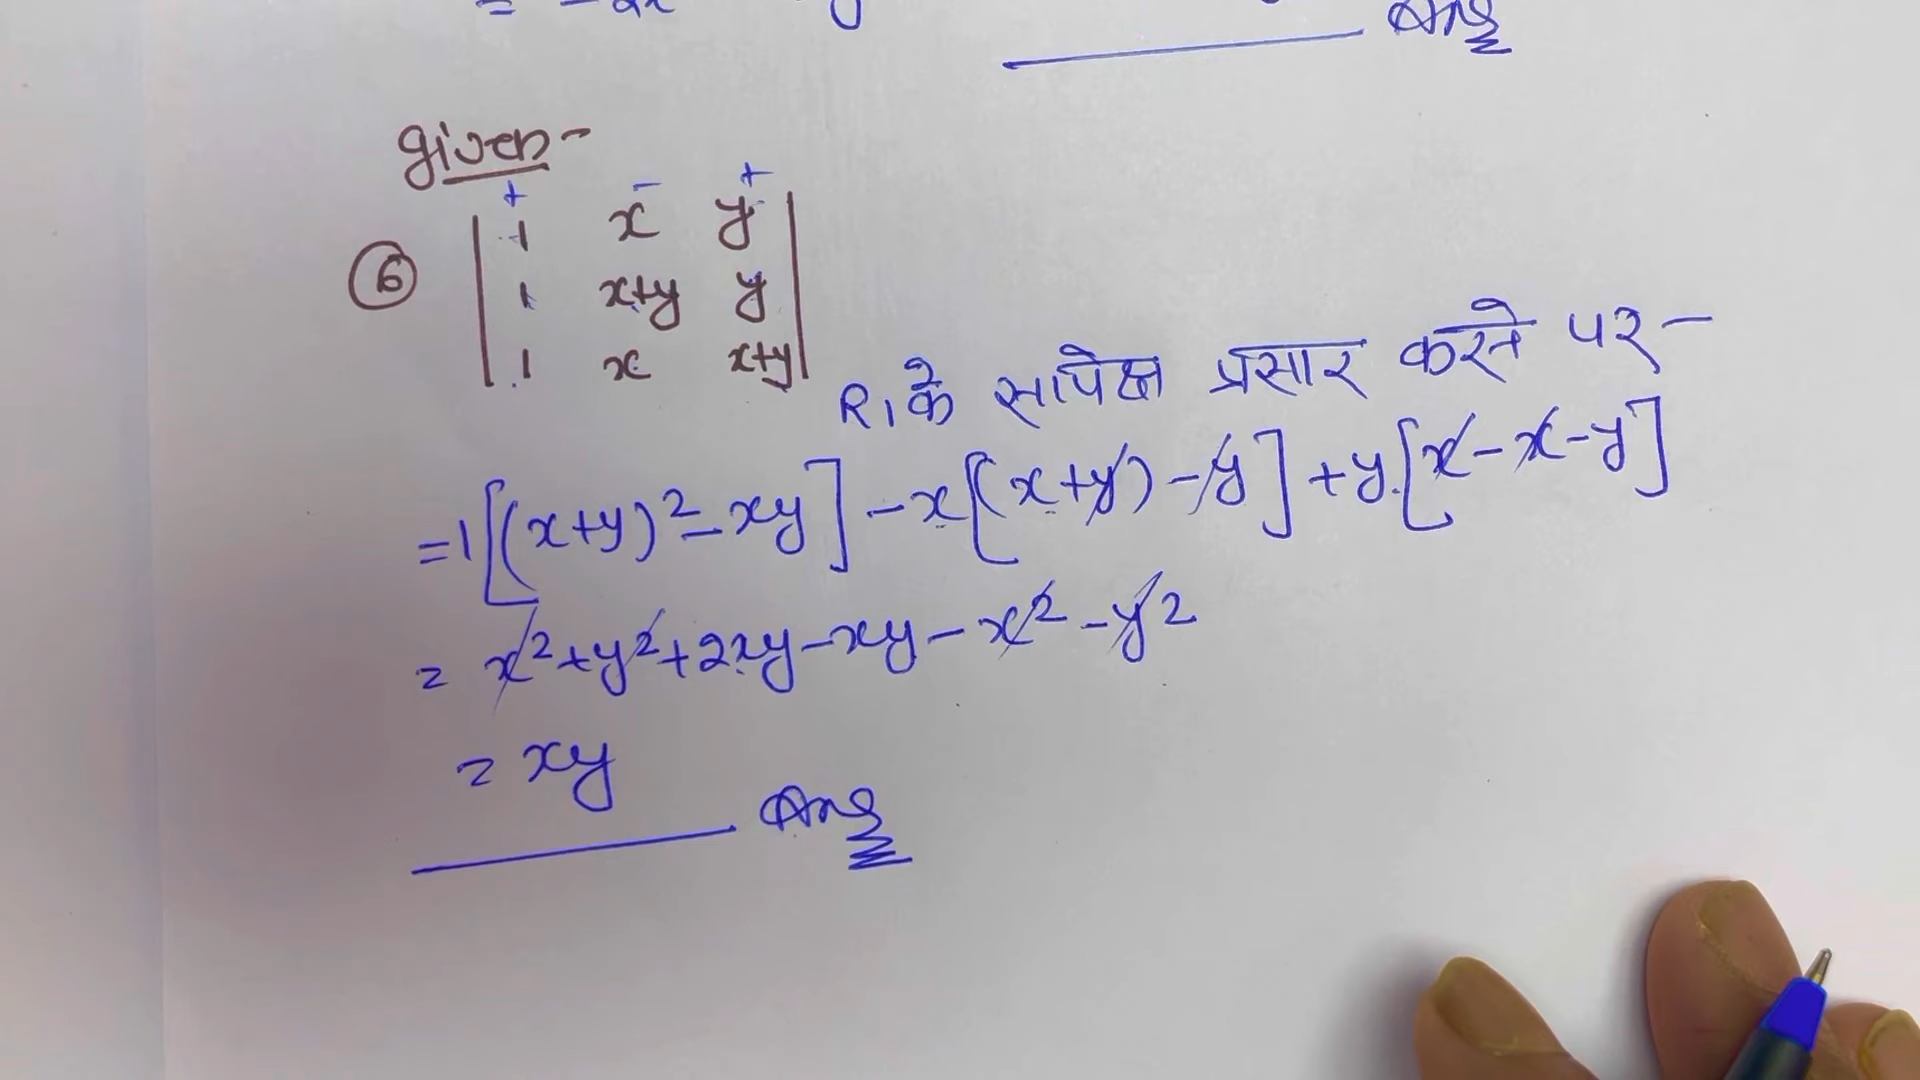 Ans
Given-
+ - +
⑥ | 1 x y |
| 1 x+y y |
| 1 x x+y |
R₁ के सापेक्ष प्रसार करने पर -
=1[(x+y)²-xy]-x[(x+y)-y]+y[x-x-y]
= x²+y²+2xy-xy-x²-y²
= xy
Ans